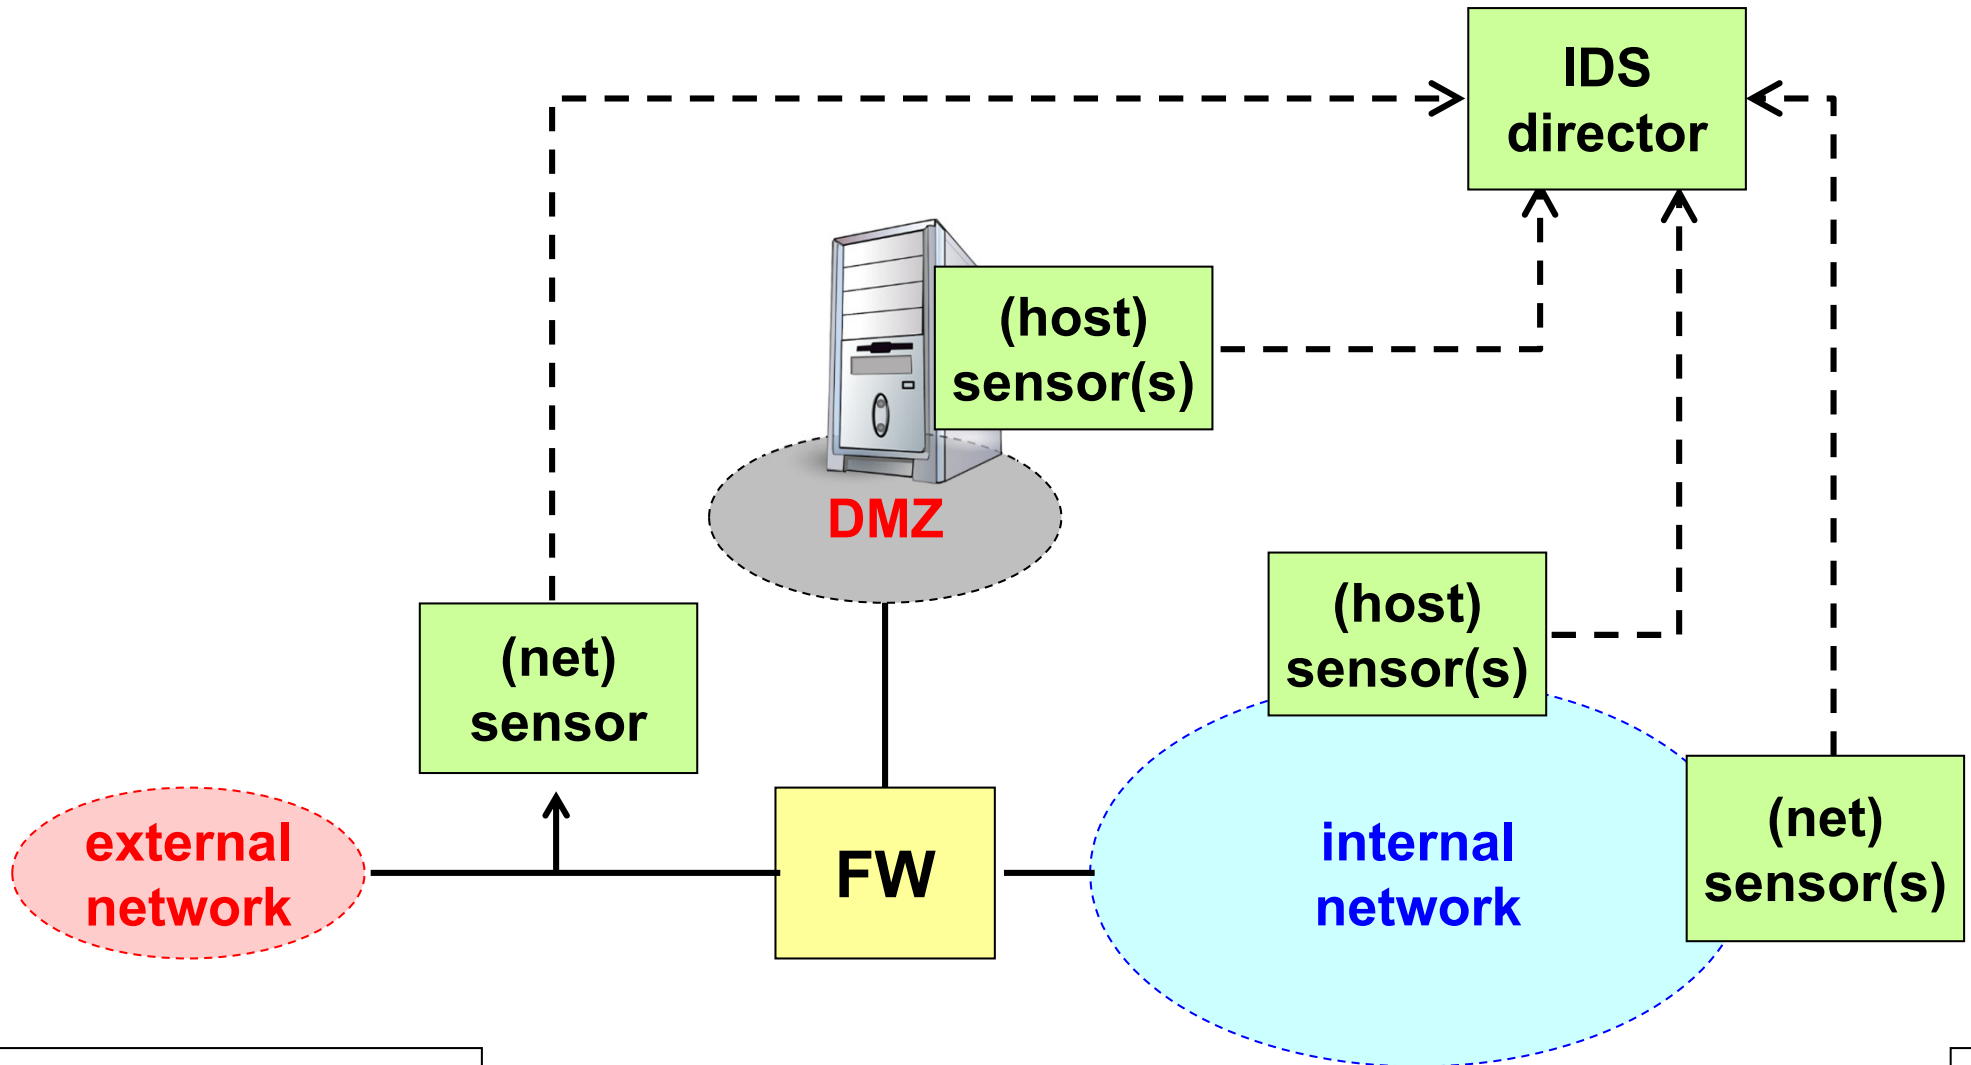 IDS
director
(host)
sensor(s)
DMZ
(host)
sensor(s)
(net)
sensor
external
network
FW
internal
network
(net)
sensor(s)